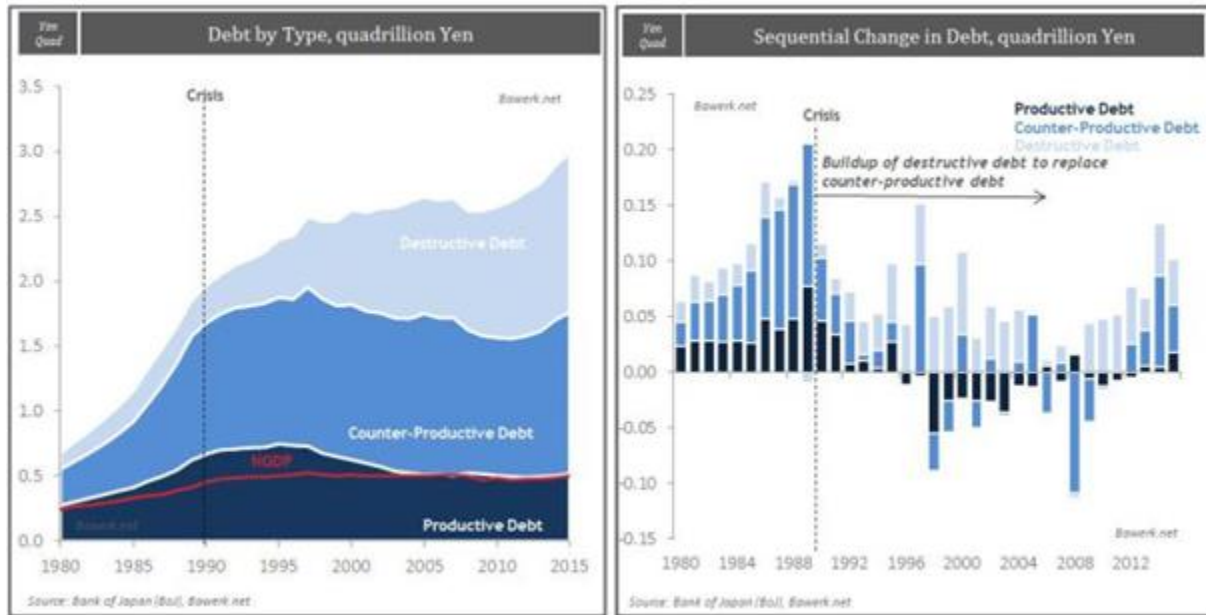 Yen
Quad
Debt by Type, quadrillion Yen
3.5
3.0
2.5
2.0
1.5
1.0
0.5
0.0
Crisis
Bawerk.net
Destructive Debt
Counter-Productive Debt
NGDP
Bawerk.net
Productive Debt
1980 1985 1990 1995 2000 2005 2010 2015
Source: Bank of Japan (BoJ), Bawerk.net
Yen
Quad
Sequential Change in Debt, quadrillion Yen
0.25
0.20
0.15
0.10
0.05
0.00
-0.05
-0.10
-0.15
Bawerk.net
Crisis
Productive Debt
Counter-Productive Debt
Destructive Debt
Buildup of destructive debt to replace
counter-productive debt
Bawerk.net
1980 1984 1988 1992 1996 2000 2004 2008 2012
Source: Bank of Japan (BoJ), Bawerk.net